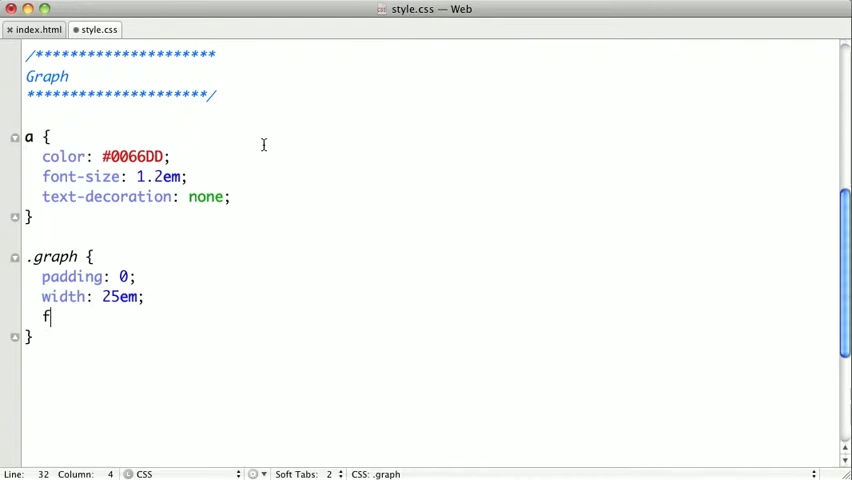 style.css — Web
index.html
style.css
/*********************
Graph
*********************/
a {
color: #0066DD;
font-size: 1.2em;
text-decoration: none;
}
.graph {
padding: 0;
width: 25em;
f
}
Line: 32 Column: 4 CSS Soft Tabs: 2 CSS: .graph